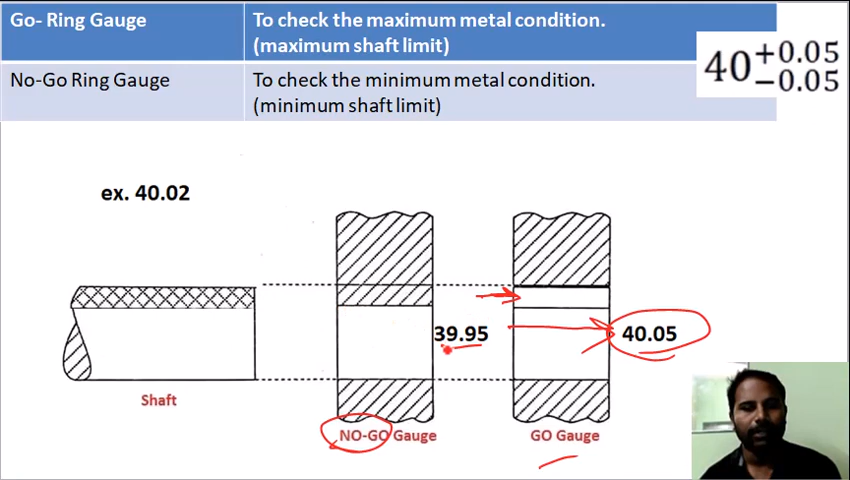 Go- Ring Gauge
To check the maximum metal condition.
(maximum shaft limit)
No-Go Ring Gauge
To check the minimum metal condition.
(minimum shaft limit)
40 +0.05
−0.05
ex. 40.02
39.95
40.05
Shaft
NO-GO Gauge
GO Gauge